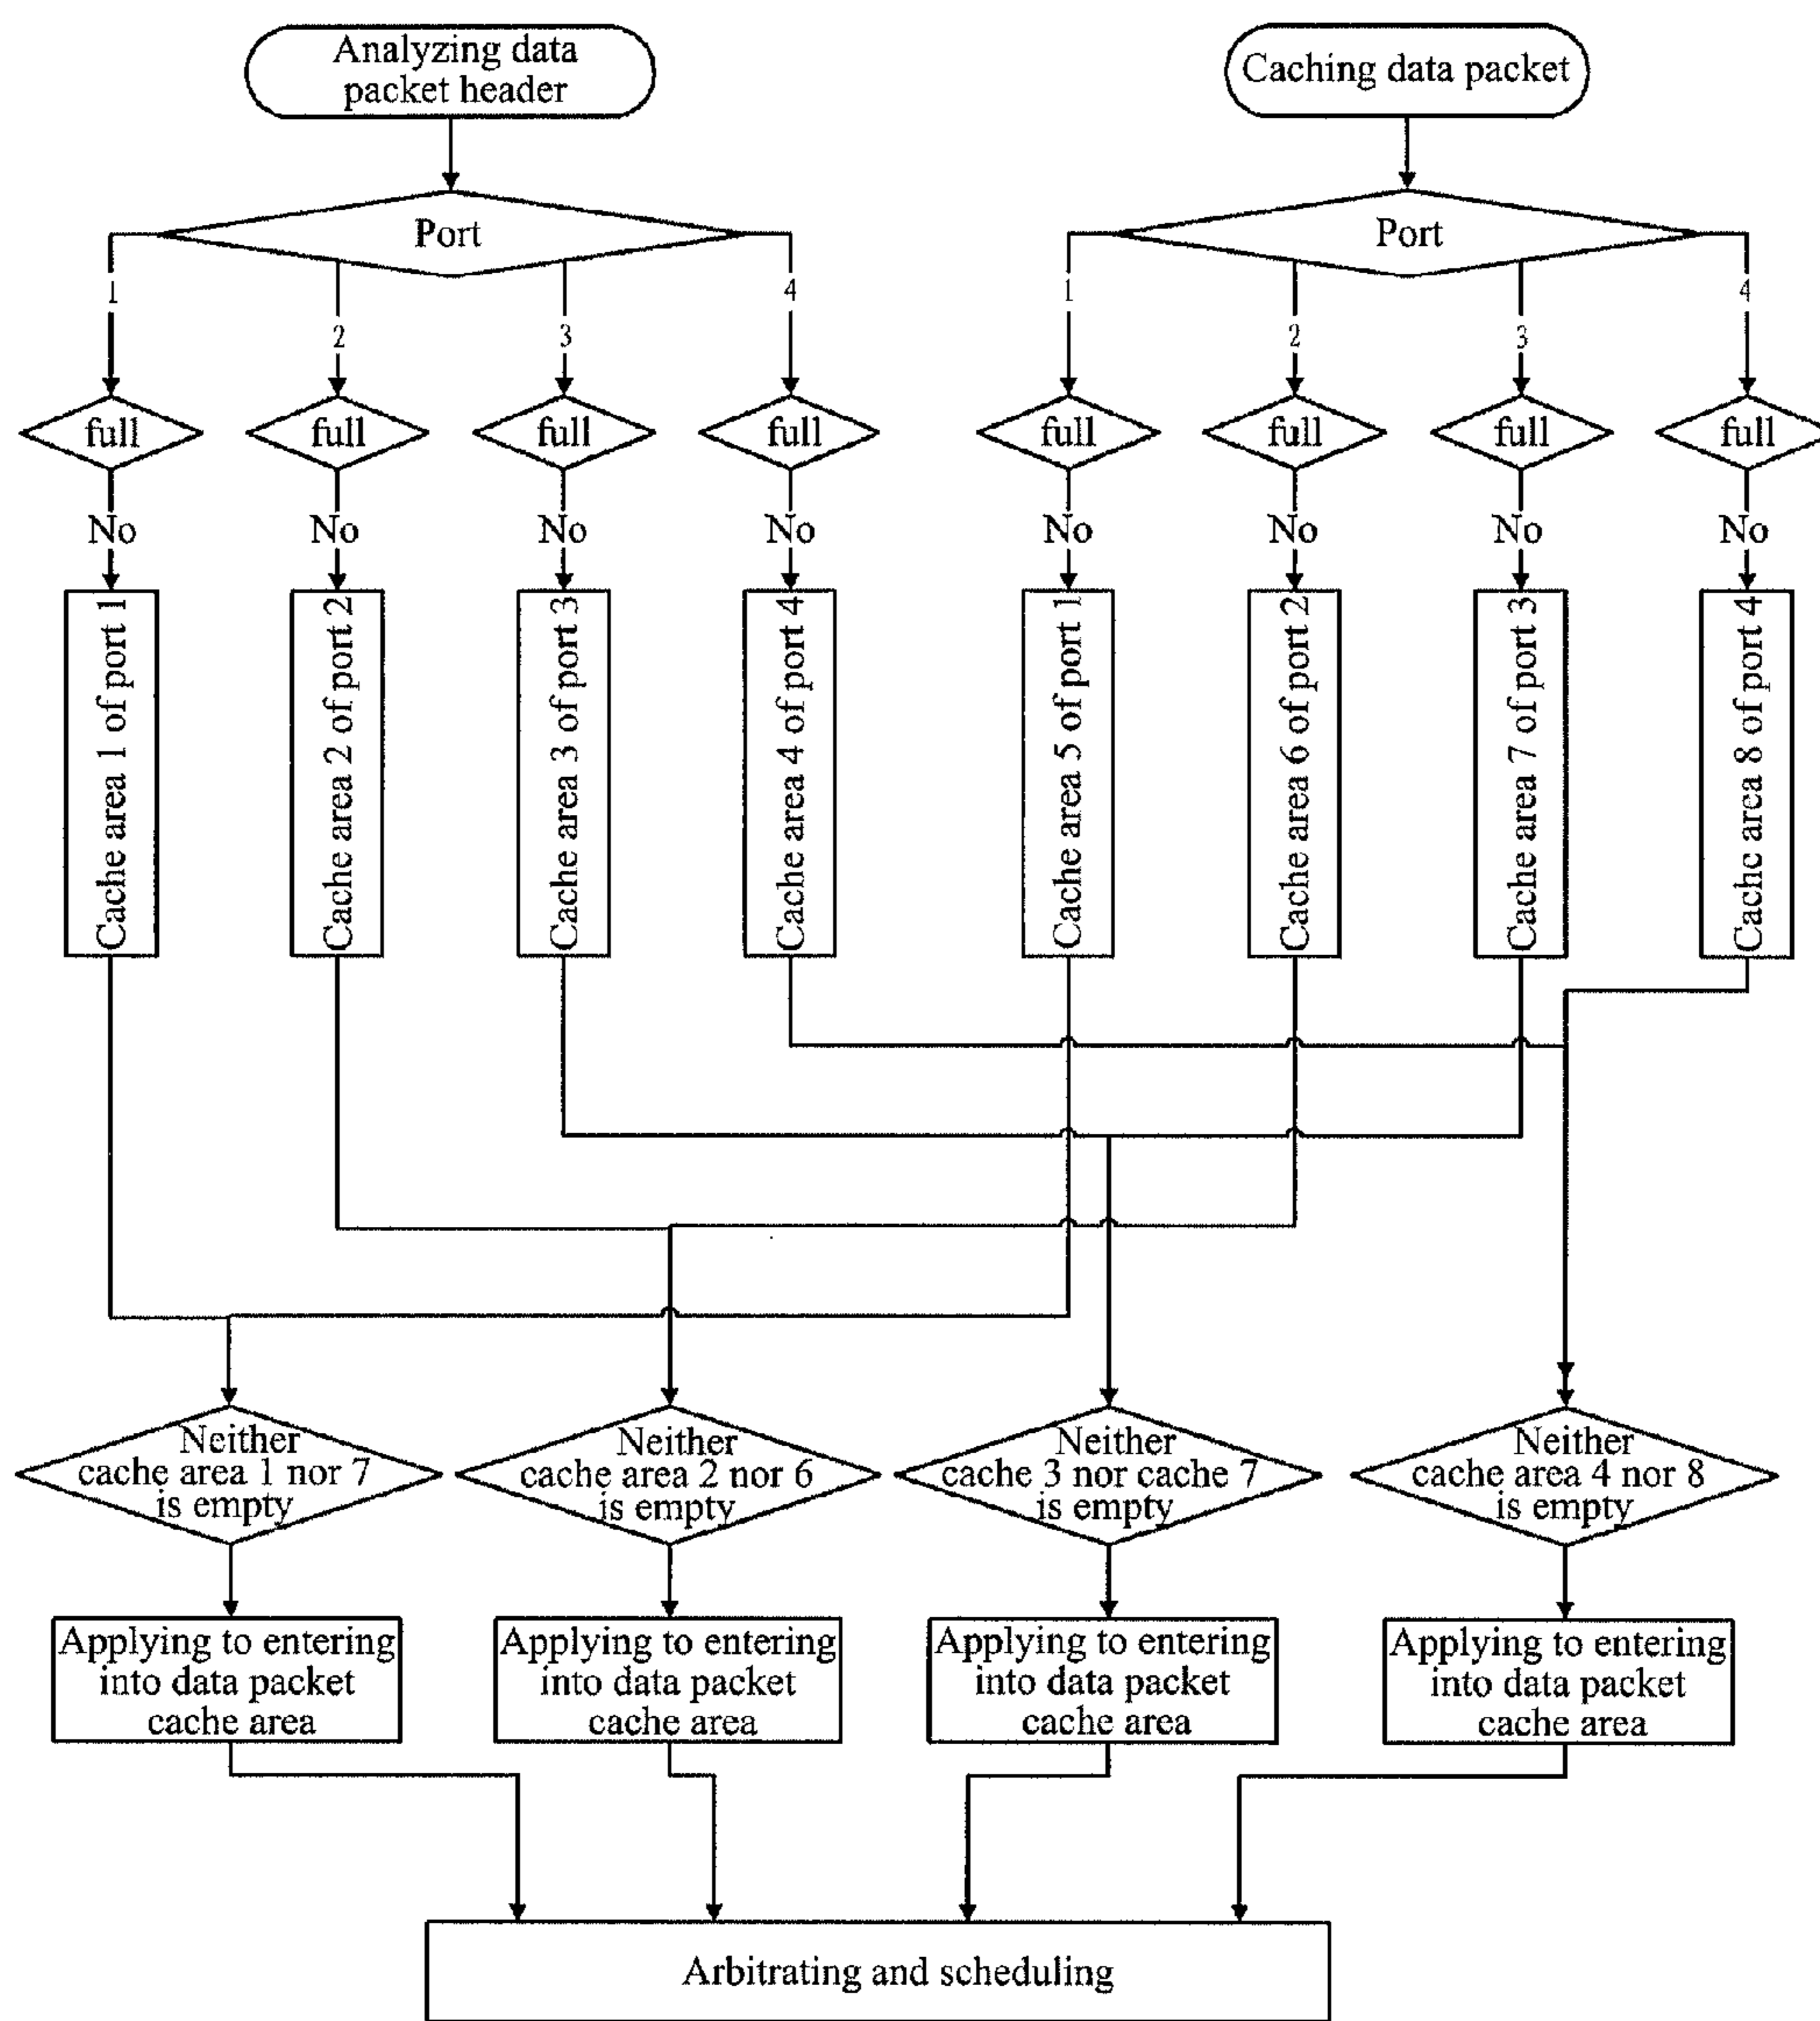 Analyzing data
packet header
Caching data packet
Port
Port
1
2
3
4
1
2
3
4
full
full
full
full
full
full
full
full
No
No
No
No
No
No
No
No
Cache area 1 of port 1
Cache area 2 of port 2
Cache area 3 of port 3
Cache area 4 of port 4
Cache area 5 of port 1
Cache area 6 of port 2
Cache area 7 of port 3
Cache area 8 of port 4
Neither
cache area 1 nor 7
is empty
Neither
cache area 2 nor 6
is empty
Neither
cache 3 nor cache 7
is empty
Neither
cache area 4 nor 8
is empty
Applying to entering
into data packet
cache area
Applying to entering
into data packet
cache area
Applying to entering
into data packet
cache area
Applying to entering
into data packet
cache area
Arbitrating and scheduling